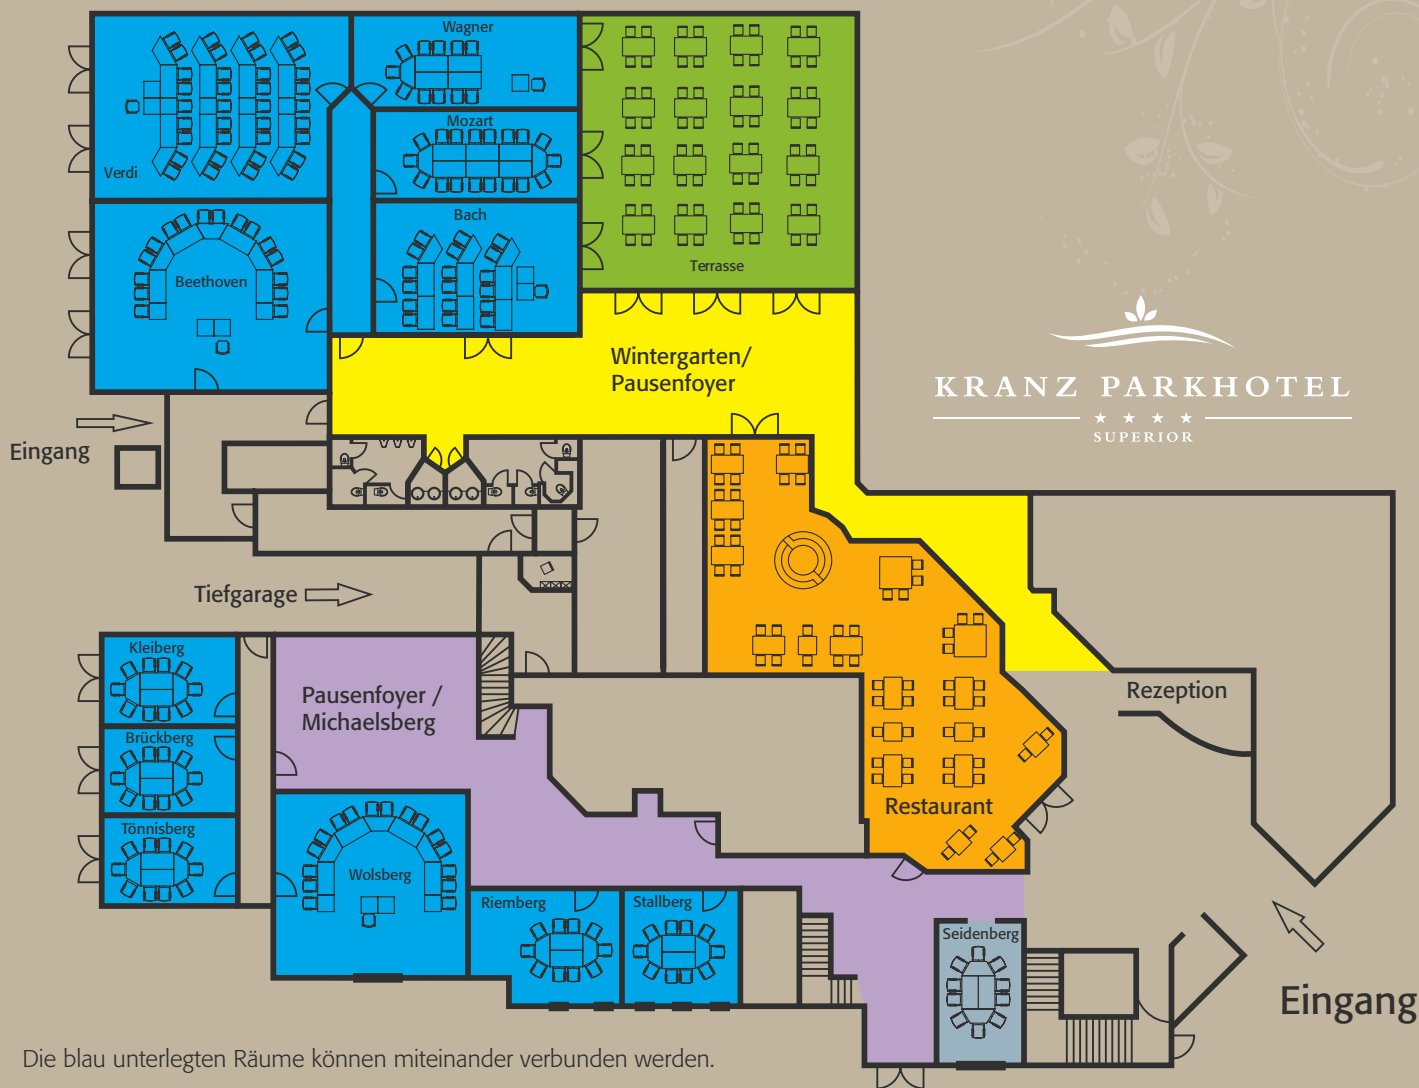 Wagner
Mozart
Verdi
Bach
Beethoven
Terrasse
Wintergarten/
Pausenfoyer
KRANZ PARKHOTEL
★ ★ ★ ★
SUPERIOR
Eingang
Tiefgarage
Kleiberg
Brückberg
Tönnisberg
Pausenfoyer /
Michaelsberg
Rezeption
Restaurant
Wolsberg
Riemberg
Stallberg
Seidenberg
Eingang
Die blau unterlegten Räume können miteinander verbunden werden.